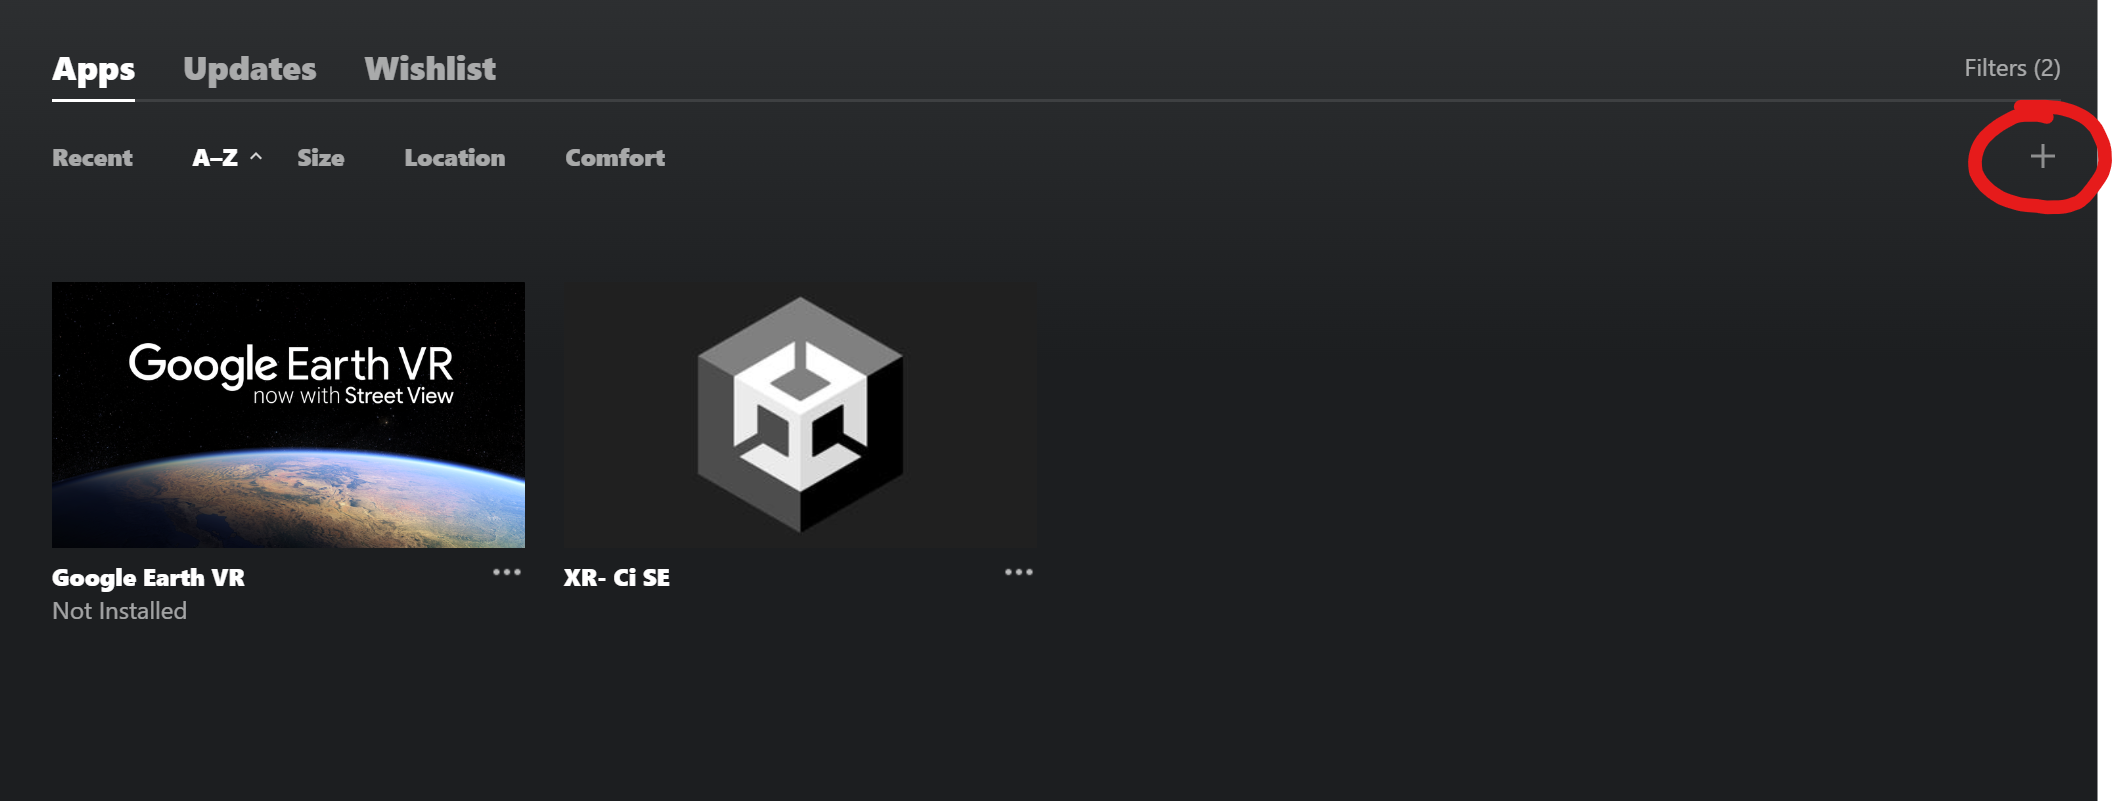 Apps Updates Wishlist Filters (2)
Recent A–Z Size Location Comfort
Google Earth VR
now with Street View
Google Earth VR
Not Installed
XR- Ci SE